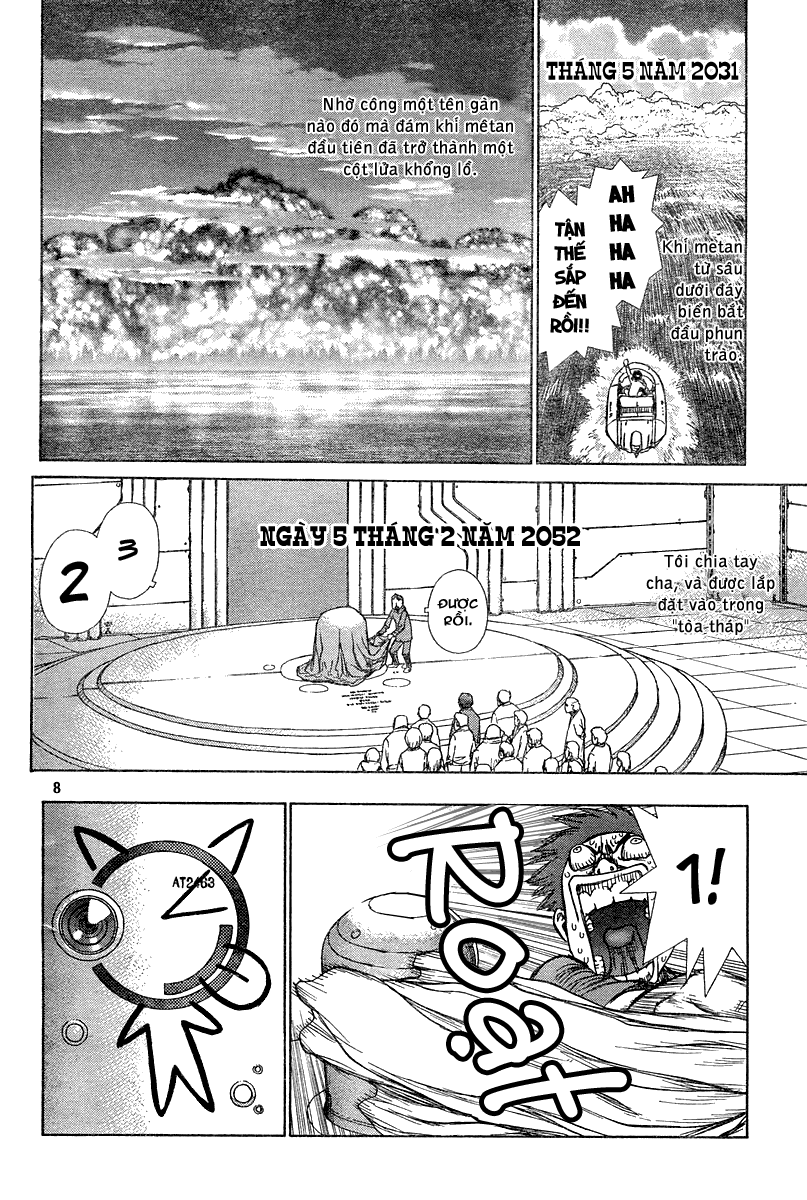 THÁNG 5 NĂM 2031
AH
HA
HA
HA
TẬN
THẾ
SẮP
ĐẾN
RỒI!!
Khí mêtan
từ sâu
dưới đáy
biển bắt
đầu phun
trào.
Nhờ công một tên gàn
nào đó mà đám khí mêtan
đầu tiên đã trở thành một
cột lửa khổng lồ.
NGÀY 5 THÁNG 2 NĂM 2052
Tôi chia tay
cha, và được lắp
đặt vào trong
"tòa tháp"
ĐƯỢC
RỒI.
3
2
8
1!
Roạt
AT2463